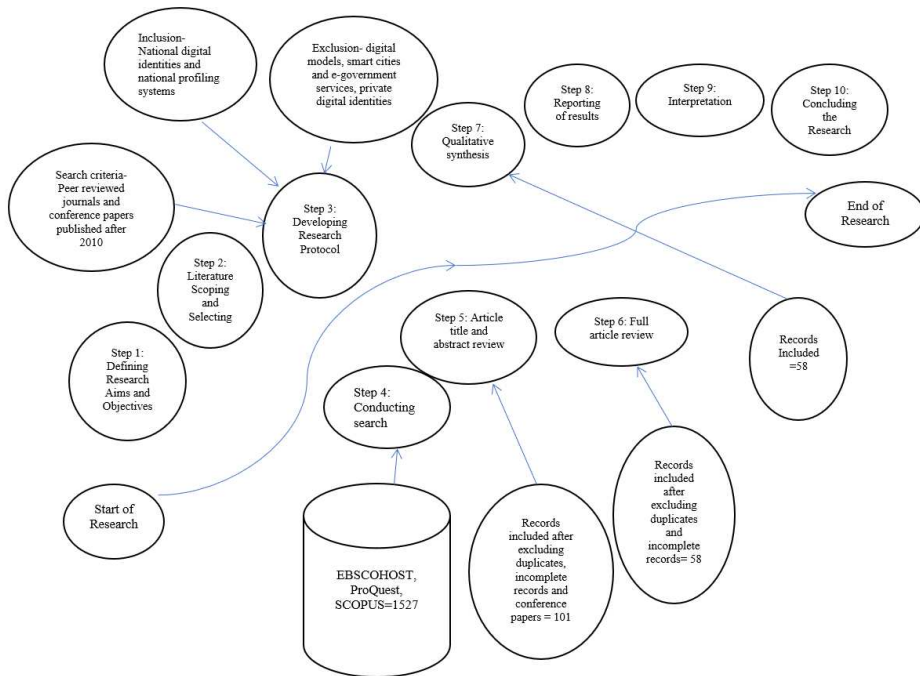 Inclusion-
National digital
identities and
national profiling
systems
Exclusion- digital
models, smart cities
and e-government
services, private
digital identities
Search criteria-
Peer reviewed
journals and
conference papers
published after
2010
Step 1:
Defining
Research
Aims and
Objectives
Step 2:
Literature
Scoping
and
Selecting
Step 3:
Developing
Research
Protocol
Step 4:
Conducting
search
Step 5: Article
title and
abstract review
Step 6: Full
article review
Step 7:
Qualitative
synthesis
Step 8:
Reporting
of results
Step 9:
Interpretation
Step 10:
Concluding
the
Research
End of
Research
Records
Included
=58
Start of
Research
EBSCOHOST,
ProQuest,
SCOPUS=1527
Records
included after
excluding
duplicates,
incomplete
records and
conference
papers = 101
Records
included
after
excluding
duplicates
and
incomplete
records= 58